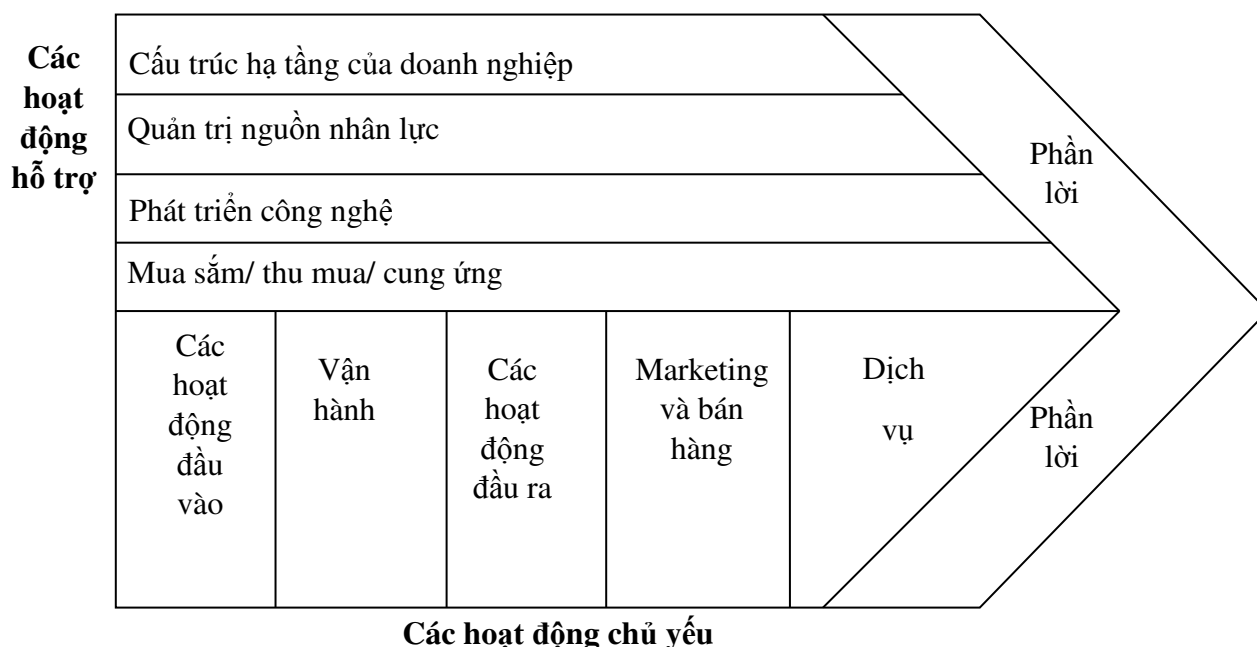 Các
hoạt
động
hỗ trợ
Cấu trúc hạ tầng của doanh nghiệp
Quản trị nguồn nhân lực
Phát triển công nghệ
Mua sắm/ thu mua/ cung ứng
Phần
lời
Các
hoạt
động
đầu
vào
Vận
hành
Các
hoạt
động
đầu ra
Marketing
và bán
hàng
Dịch
vụ
Phần
lời
Các hoạt động chủ yếu